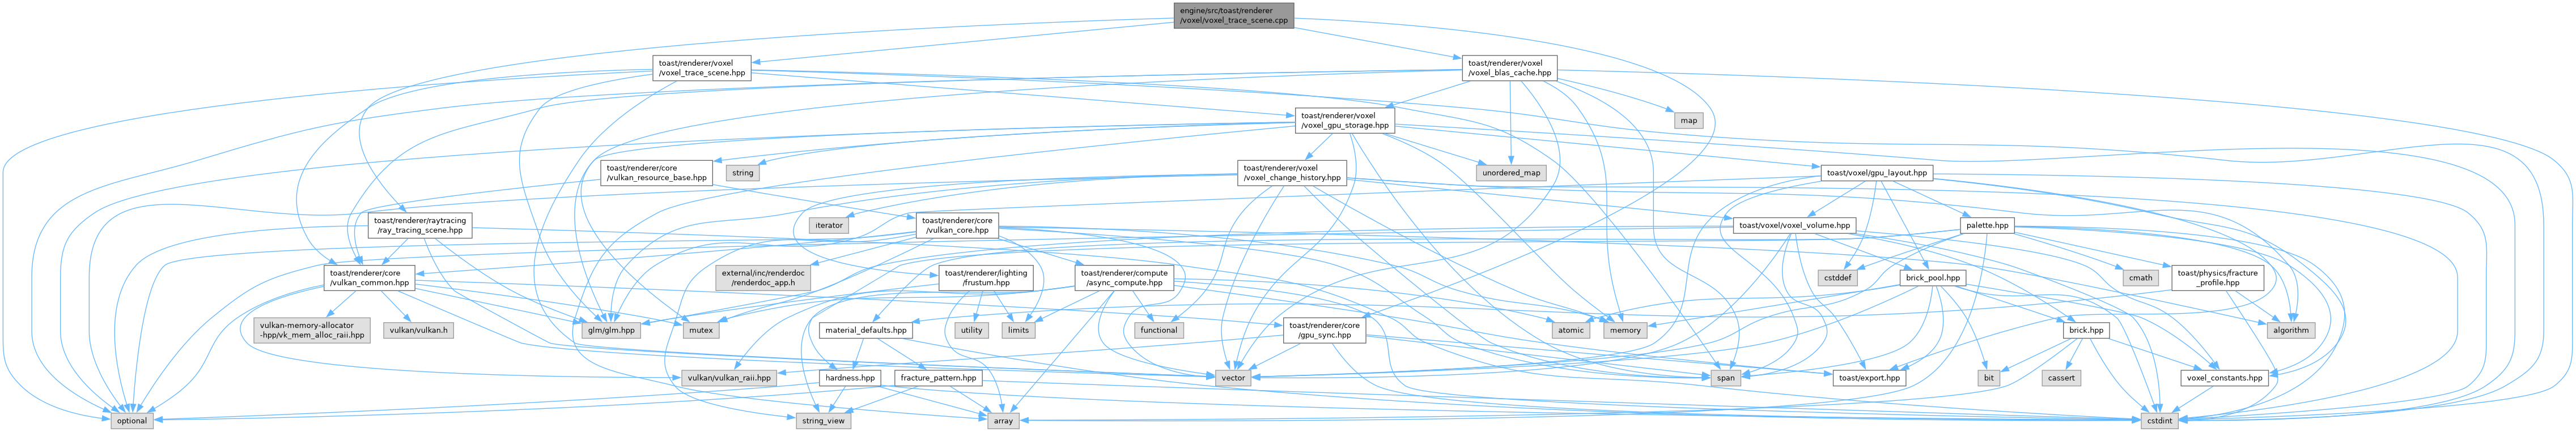 engine/src/toast/renderer
/voxel/voxel_trace_scene.cpp
toast/renderer/voxel
/voxel_trace_scene.hpp
toast/renderer/voxel
/voxel_blas_cache.hpp
map
toast/renderer/voxel
/voxel_gpu_storage.hpp
toast/renderer/core
/vulkan_resource_base.hpp
string
toast/renderer/voxel
/voxel_change_history.hpp
unordered_map
toast/voxel/gpu_layout.hpp
toast/renderer/raytracing
/ray_tracing_scene.hpp
iterator
toast/renderer/core
/vulkan_core.hpp
toast/voxel/voxel_volume.hpp
palette.hpp
toast/renderer/core
/vulkan_common.hpp
external/inc/renderdoc
/renderdoc_app.h
toast/renderer/lighting
/frustum.hpp
toast/renderer/compute
/async_compute.hpp
cstddef
brick_pool.hpp
cmath
toast/physics/fracture
_profile.hpp
vulkan-memory-allocator
-hpp/vk_mem_alloc_raii.hpp
vulkan/vulkan.h
glm/glm.hpp
mutex
material_defaults.hpp
utility
limits
functional
toast/renderer/core
/gpu_sync.hpp
atomic
memory
brick.hpp
algorithm
vulkan/vulkan_raii.hpp
hardness.hpp
fracture_pattern.hpp
vector
span
toast/export.hpp
bit
cassert
voxel_constants.hpp
optional
string_view
array
cstdint